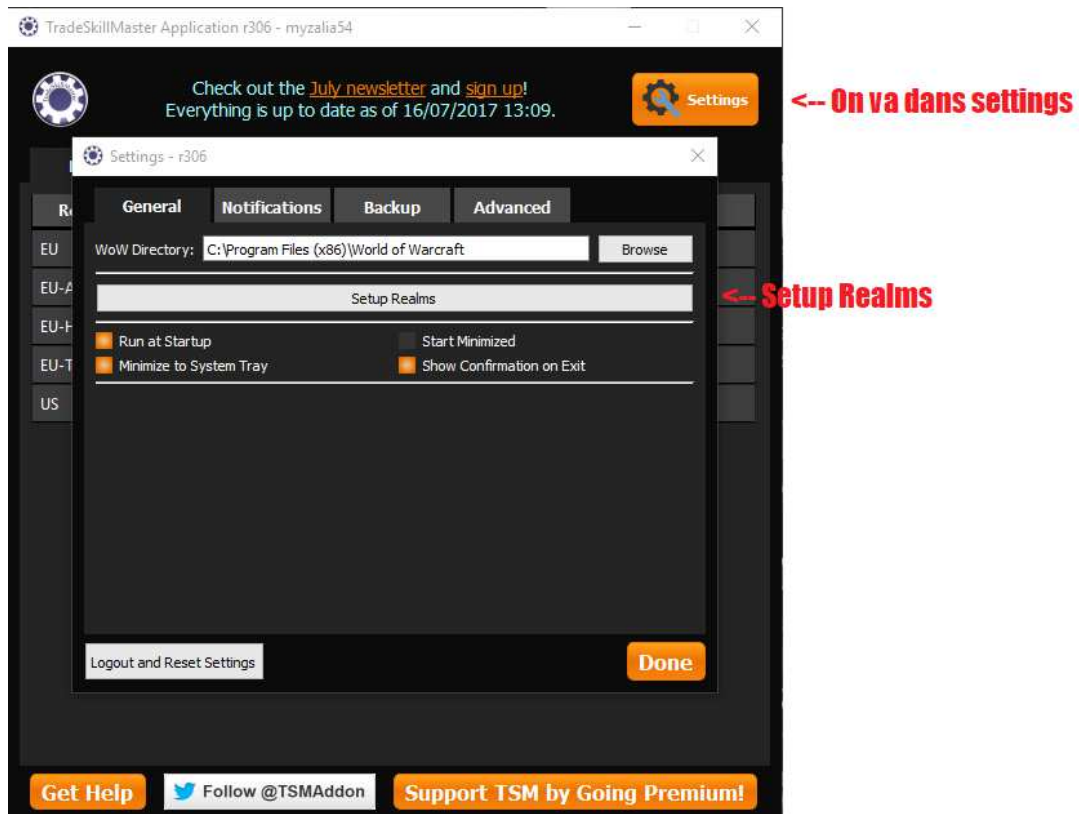 TradeSkillMaster Application r306 - myzalia54
Check out the July newsletter and sign up!
Everything is up to date as of 16/07/2017 13:09.
Settings
<-- On va dans settings
Settings - r306
General Notifications Backup Advanced
WoW Directory: C:\Program Files (x86)\World of Warcraft Browse
EU
Setup Realms
<-- Setup Realms
EU-A
EU-H
Run at Startup Start Minimized
EU-T
Minimize to System Tray Show Confirmation on Exit
US
Logout and Reset Settings Done
Get Help Follow @TSMAddon Support TSM by Going Premium!